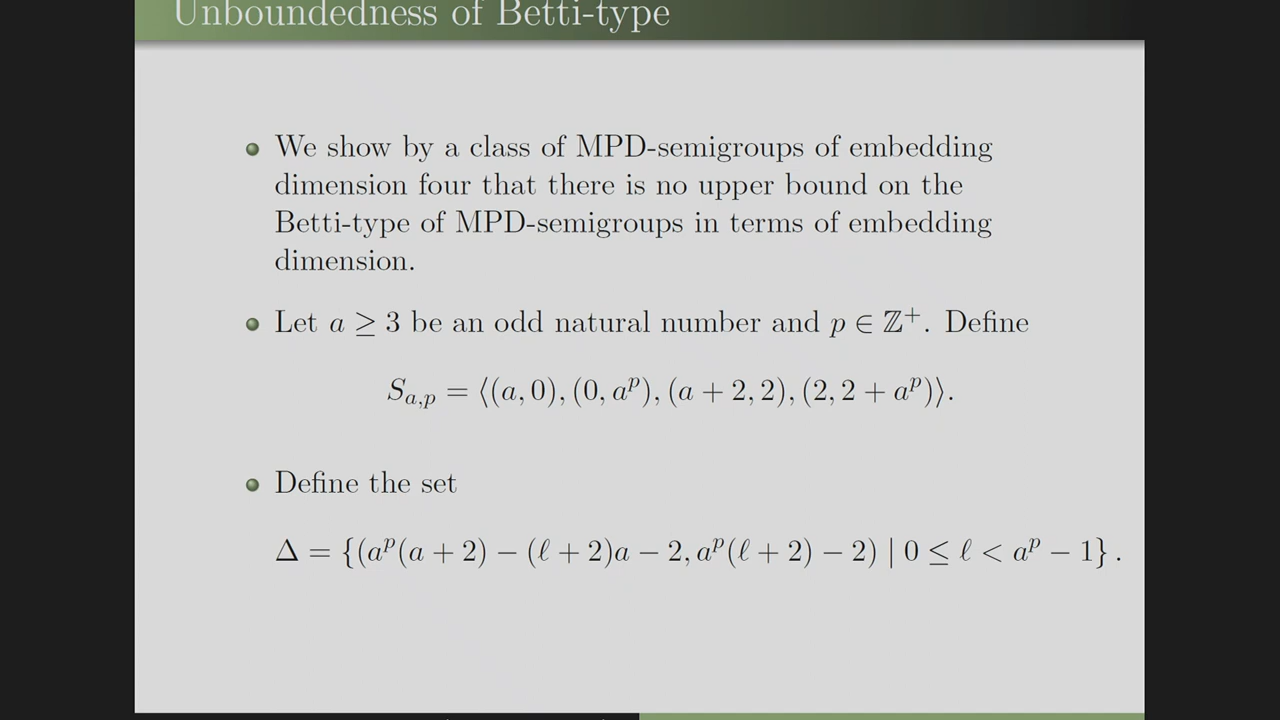 Unboundedness of Betti-type
We show by a class of MPD-semigroups of embedding
dimension four that there is no upper bound on the
Betti-type of MPD-semigroups in terms of embedding
dimension.
Let a ≥ 3 be an odd natural number and p ∈ ℤ⁺. Define
S_{a,p} = ⟨(a, 0), (0, a^p), (a + 2, 2), (2, 2 + a^p)⟩.
Define the set
Δ = {(a^p(a + 2) − (ℓ + 2)a − 2, a^p(ℓ + 2) − 2) | 0 ≤ ℓ < a^p − 1} .